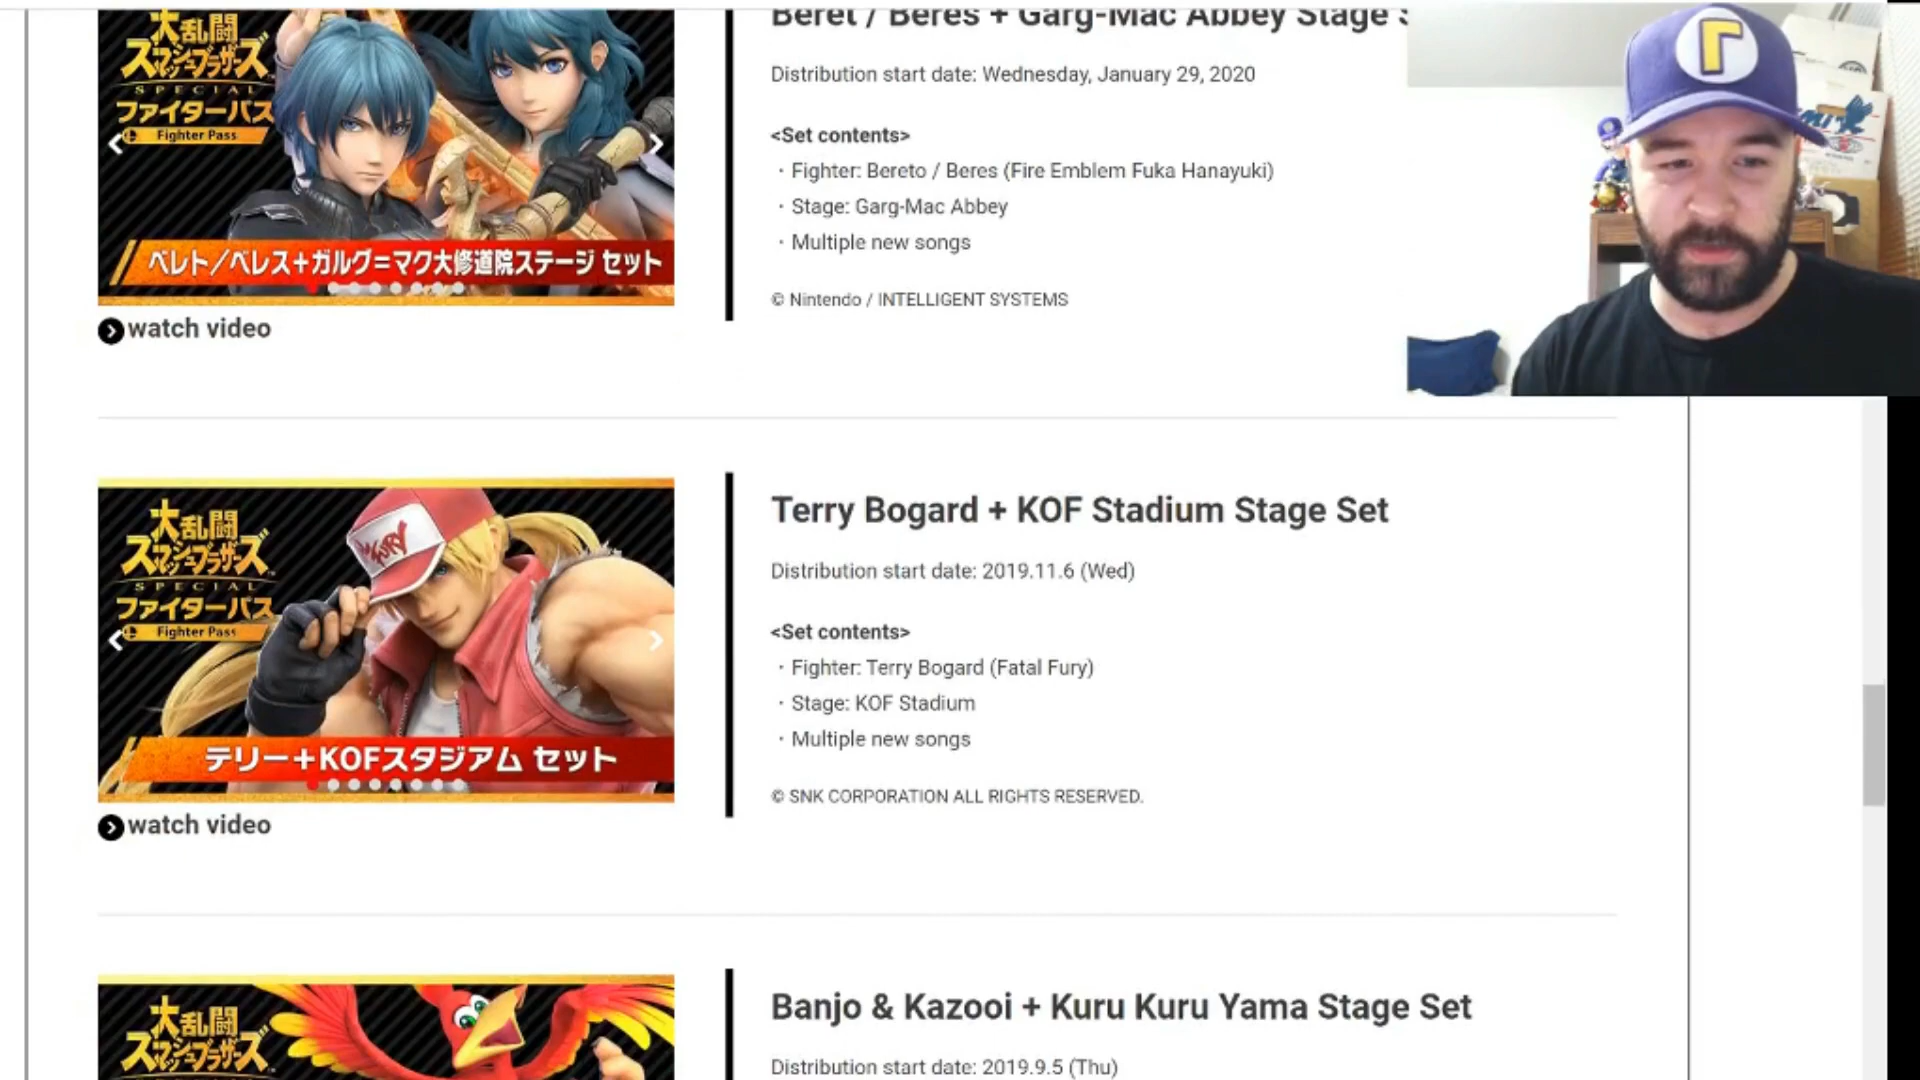 大乱闘
スマッシュブラザーズ
SPECIAL
ファイターパス
Fighter Pass
ベレト／ベレス+ガルグ=マク大修道院ステージ セット
watch video
Beret / Beres + Garg-Mac Abbey Stage
Distribution start date: Wednesday, January 29, 2020
<Set contents>
・Fighter: Bereto / Beres (Fire Emblem Fuka Hanayuki)
・Stage: Garg-Mac Abbey
・Multiple new songs
© Nintendo / INTELLIGENT SYSTEMS
大乱闘
スマッシュブラザーズ
SPECIAL
ファイターパス
Fighter Pass
FURY
テリー+KOFスタジアム セット
watch video
Terry Bogard + KOF Stadium Stage Set
Distribution start date: 2019.11.6 (Wed)
<Set contents>
・Fighter: Terry Bogard (Fatal Fury)
・Stage: KOF Stadium
・Multiple new songs
© SNK CORPORATION ALL RIGHTS RESERVED.
大乱闘
スマッシュブラザーズ
Banjo & Kazooi + Kuru Kuru Yama Stage Set
Distribution start date: 2019.9.5 (Thu)